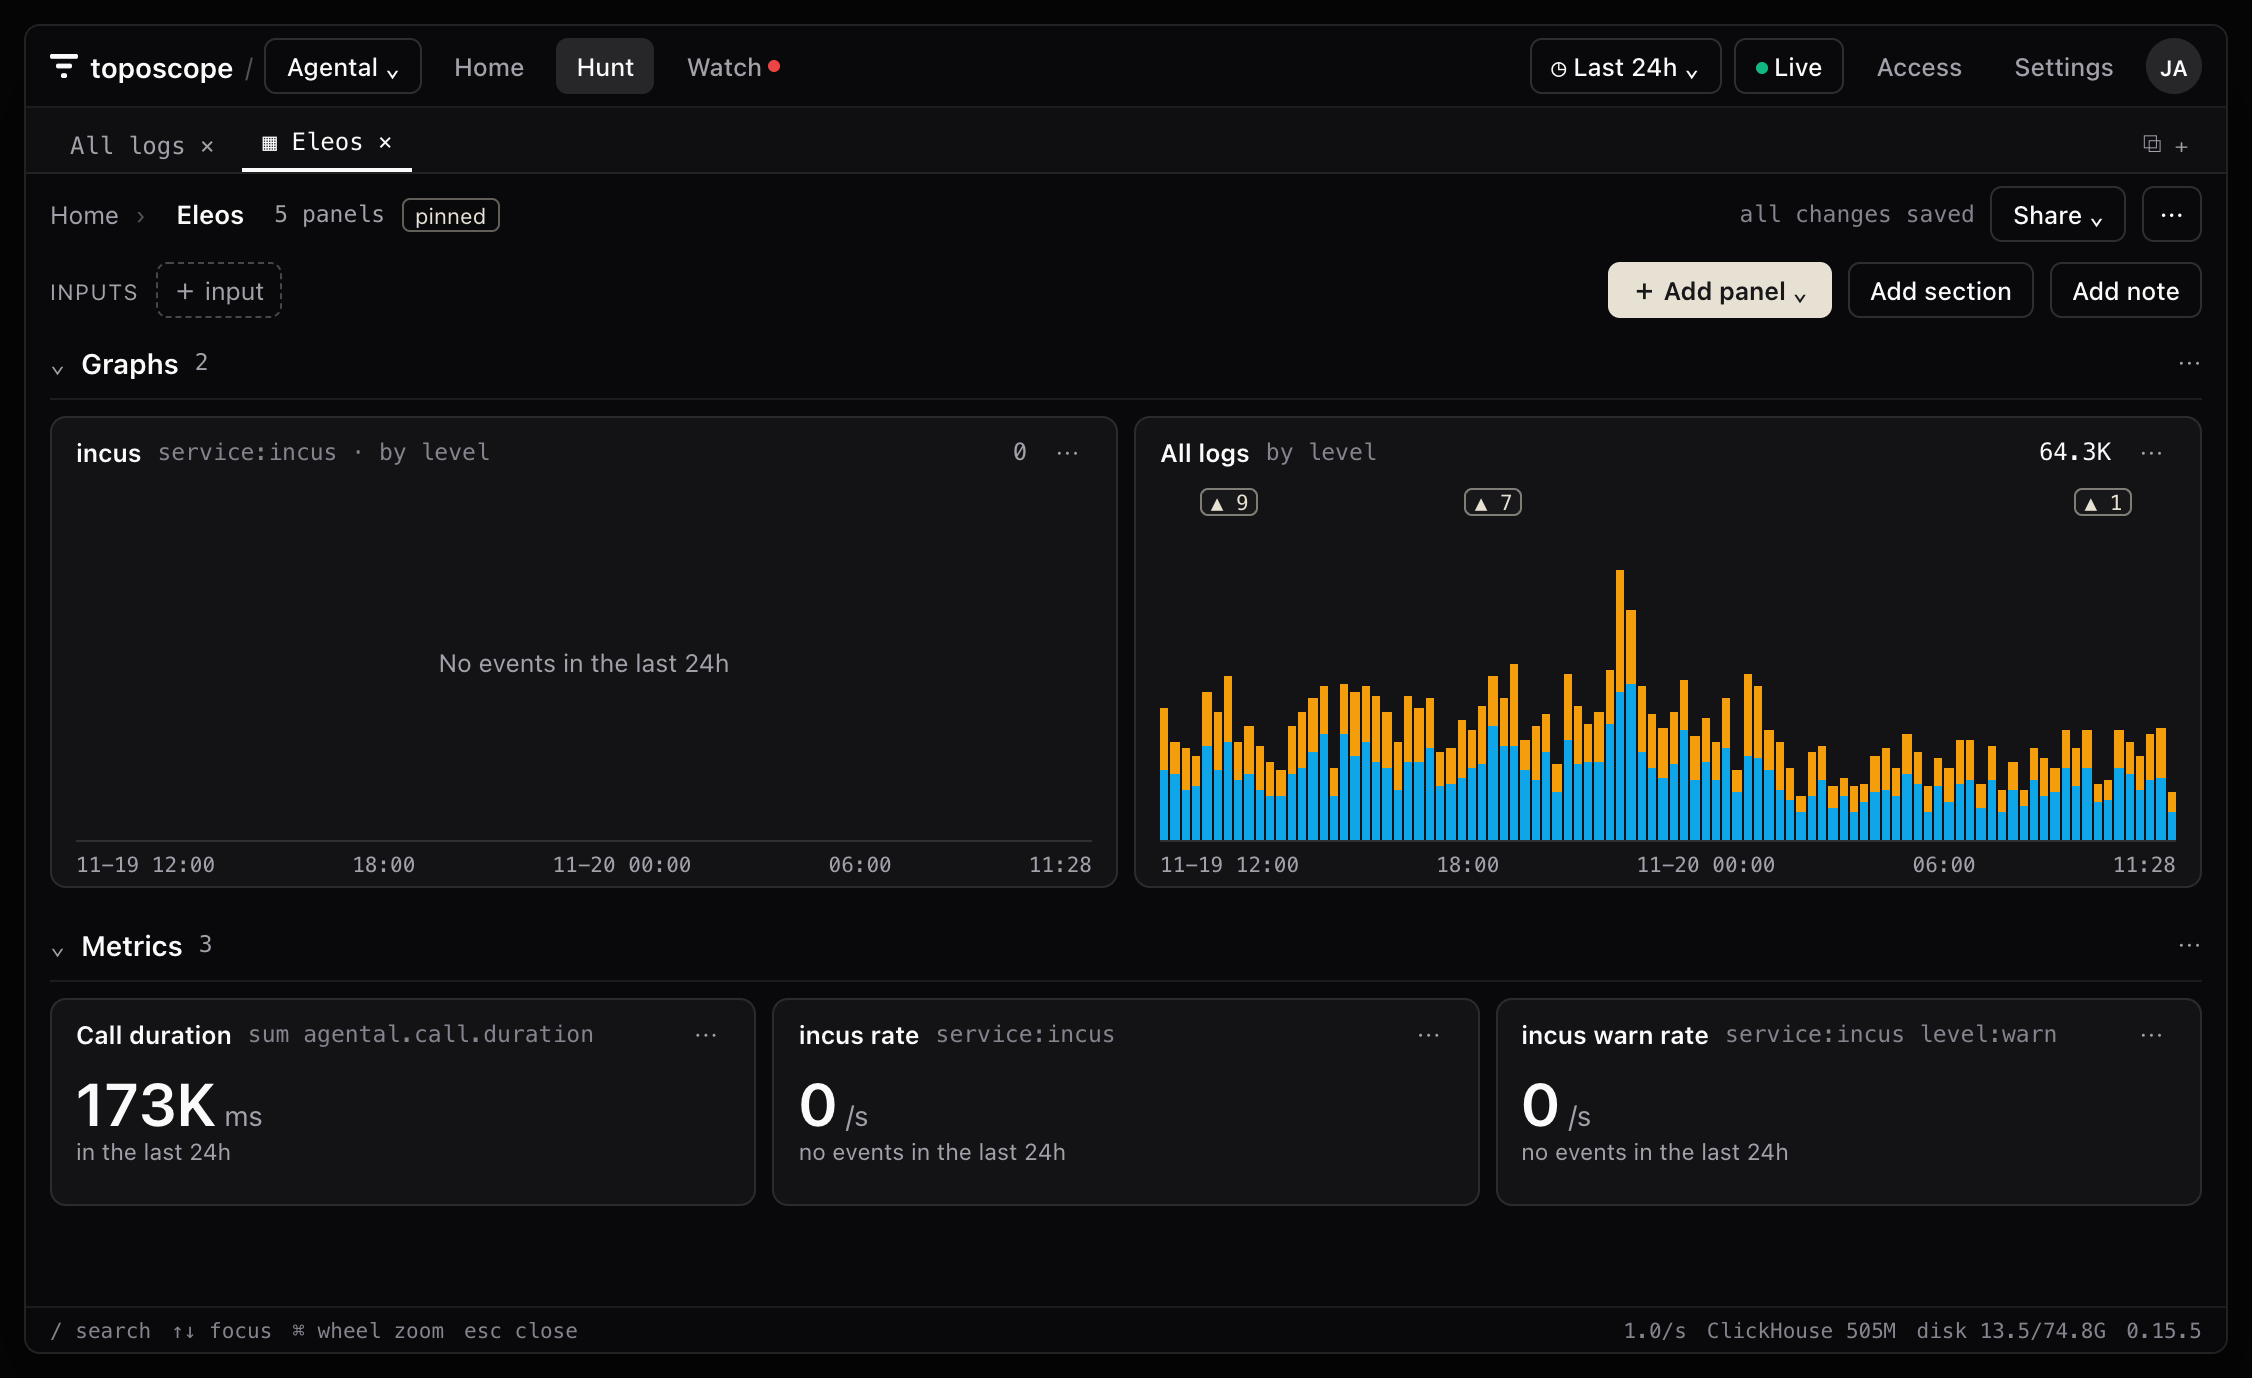 toposcope / Agental Home Hunt Watch Last 24h Live Access Settings JA
All logs × Eleos × +
Home › Eleos 5 panels pinned all changes saved Share ···
INPUTS + input + Add panel Add section Add note
Graphs 2 ···
incus service:incus · by level 0 ···
No events in the last 24h
11-19 12:00 18:00 11-20 00:00 06:00 11:28
All logs by level 64.3K ···
▲ 9 ▲ 7 ▲ 1
11-19 12:00 18:00 11-20 00:00 06:00 11:28
Metrics 3 ···
Call duration sum agental.call.duration ···
173K ms
in the last 24h
incus rate service:incus ···
0 /s
no events in the last 24h
incus warn rate service:incus level:warn ···
0 /s
no events in the last 24h
/ search ↑↓ focus ⌘ wheel zoom esc close 1.0/s ClickHouse 505M disk 13.5/74.8G 0.15.5